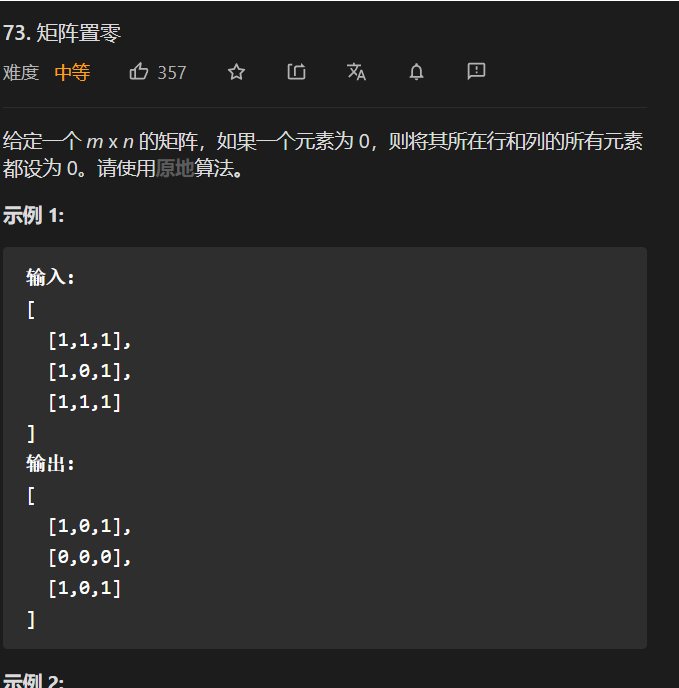 73. 矩阵置零
难度 中等 357
给定一个 m x n 的矩阵，如果一个元素为 0，则将其所在行和列的所有元素
都设为 0。请使用原地算法。
示例 1:
输入:
[
[1,1,1],
[1,0,1],
[1,1,1]
]
输出:
[
[1,0,1],
[0,0,0],
[1,0,1]
]
示例 2: